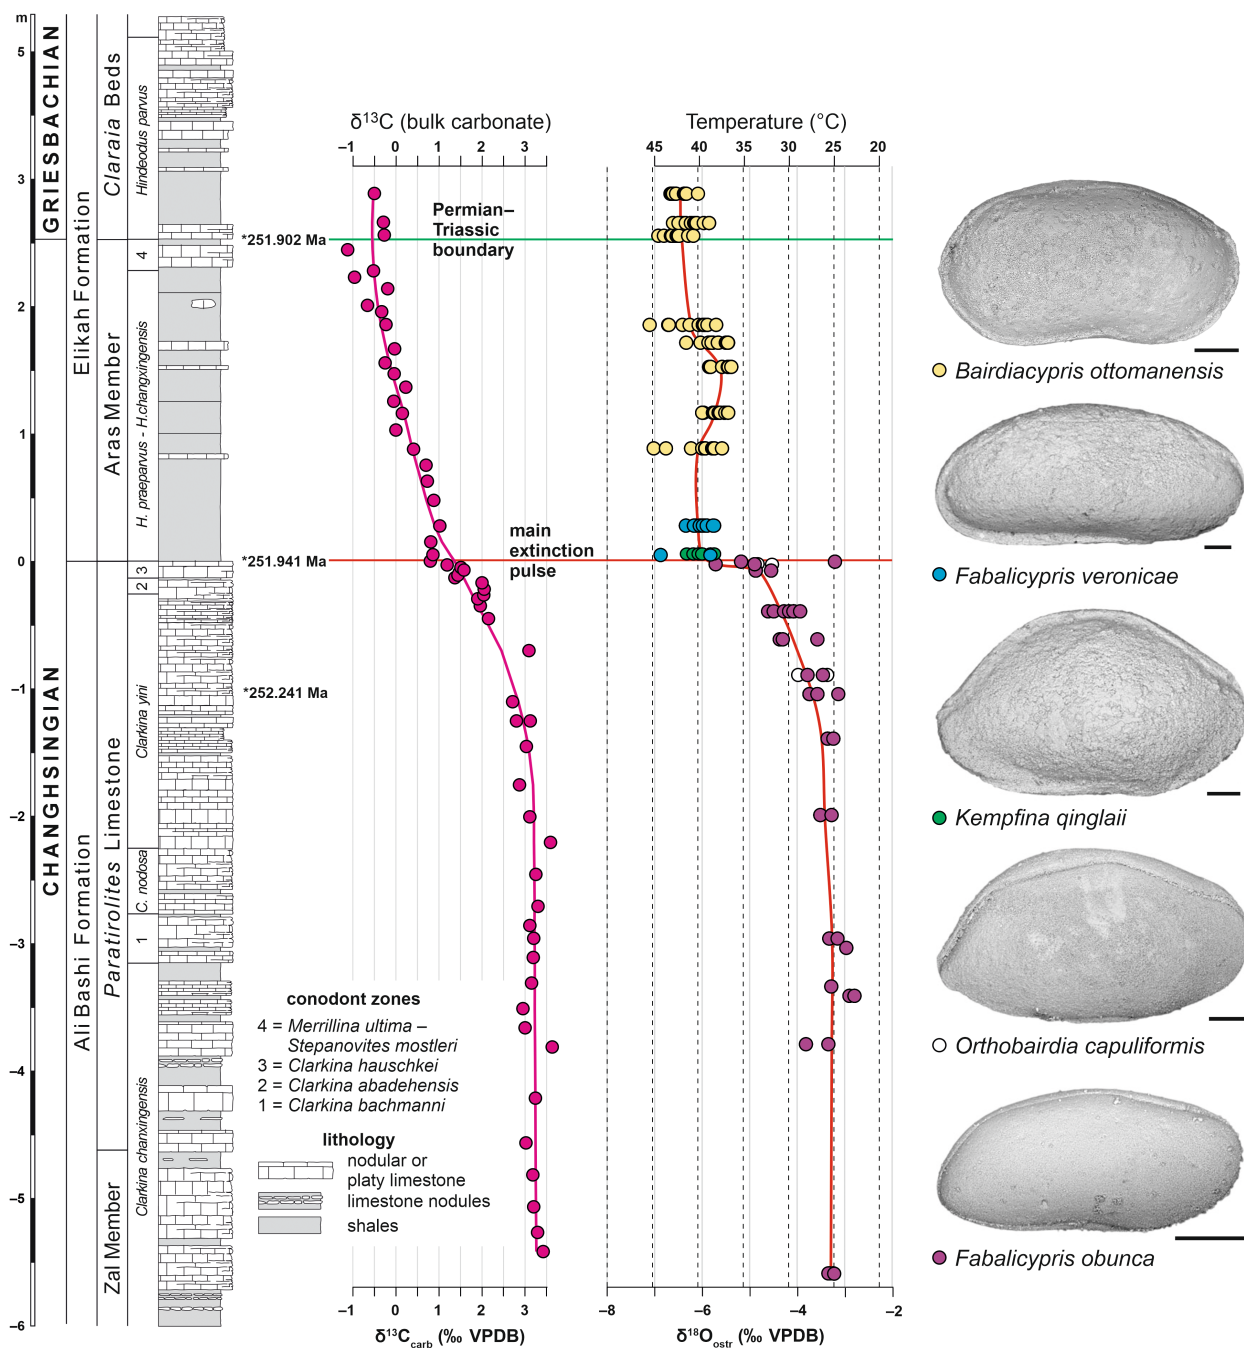 m
5
3
2
1
0
–1
–2
–3
–4
–5
–6
GRIESBACHIAN
CHANGHSINGIAN
Elikah Formation
Ali Bashi Formation
Claraia Beds
Aras Member
Paratirolites Limestone
Zal Member
Hindeodus parvus
4
H. praeparvus - H.changxingensis
3
2
Clarkina yini
C. nodosa
1
Clarkina chanxingensis
*251.902 Ma
*251.941 Ma
*252.241 Ma
δ13C (bulk carbonate)
–1 0 1 2 3
Temperature (°C)
45 40 35 30 25 20
Permian–
Triassic
boundary
main
extinction
pulse
conodont zones
4 = Merrillina ultima –
Stepanovites mostleri
3 = Clarkina hauschkei
2 = Clarkina abadehensis
1 = Clarkina bachmanni
lithology
nodular or
platy limestone
limestone nodules
shales
–1 0 1 2 3
δ13Ccarb (‰ VPDB)
–8 –6 –4 –2
δ18Oostr (‰ VPDB)
Bairdiacypris ottomanensis
Fabalicypris veronicae
Kempfina qinglaii
Orthobairdia capuliformis
Fabalicypris obunca